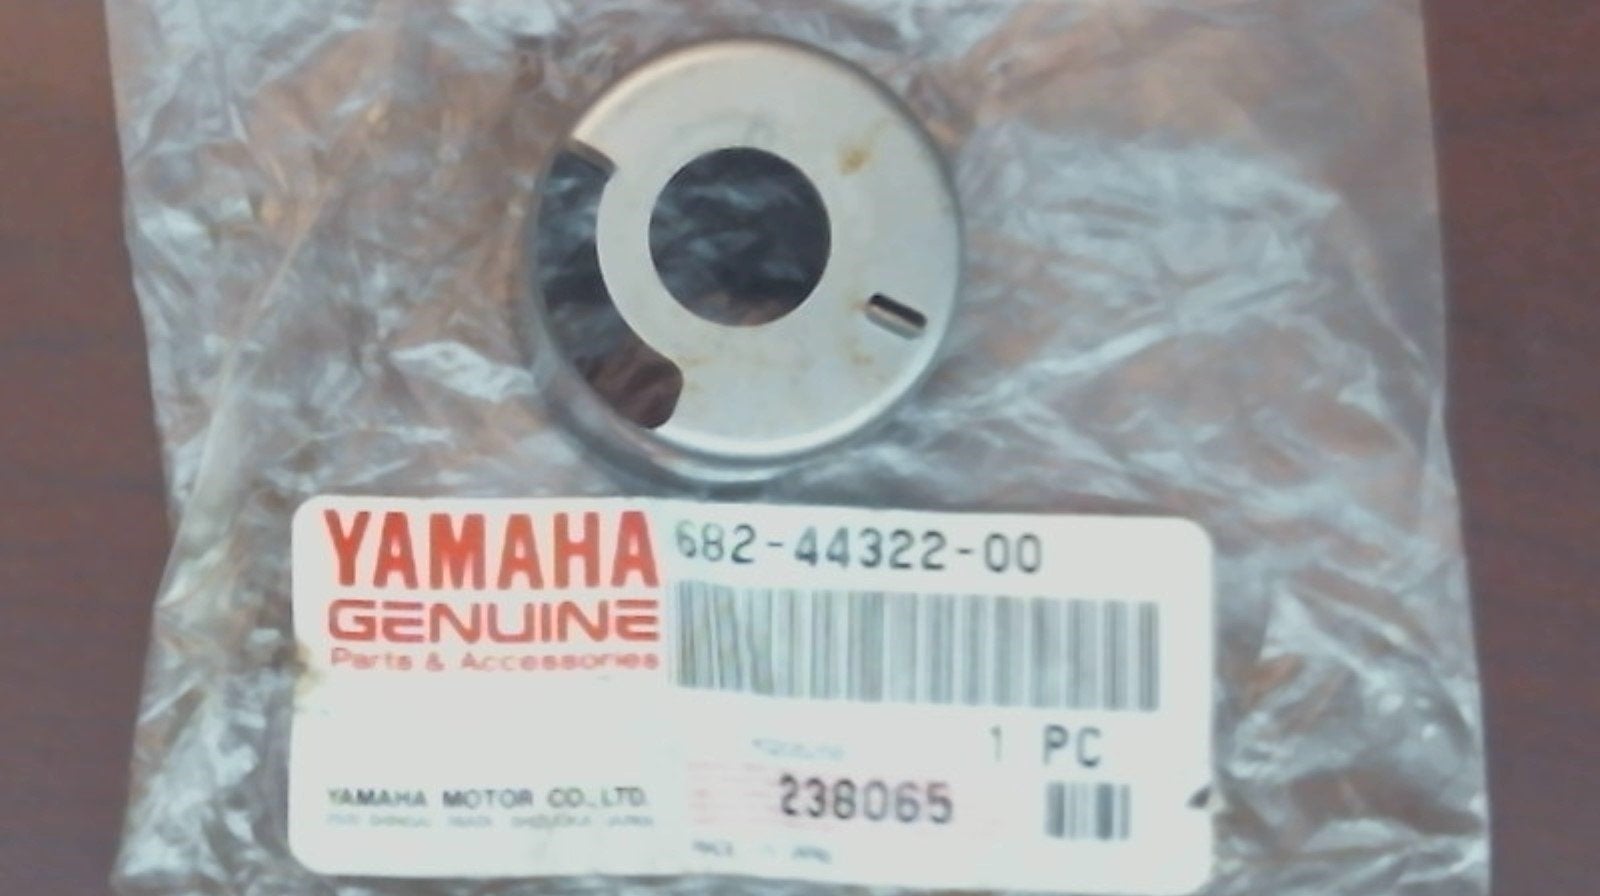 YAMAHA
GENUINE
Parts & Accessories
682-44322-00
1 PC
238065
YAMAHA MOTOR CO., LTD.